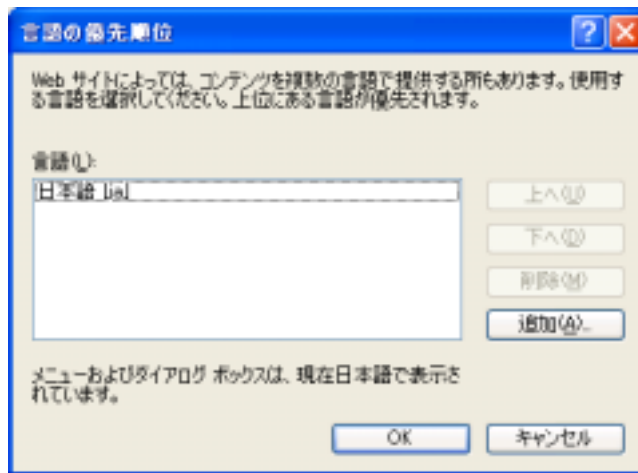 言語の優先順位
Web サイトによっては、コンテンツを複数の言語で提供する所もあります。使用す
る言語を選択してください。上位にある言語が優先されます。
言語(L):
日本語 [ja]
上へ(U)
下へ(D)
削除(M)
追加(A)...
メニューおよびダイアログ ボックスは、現在日本語で表示さ
れています。
OK
キャンセル